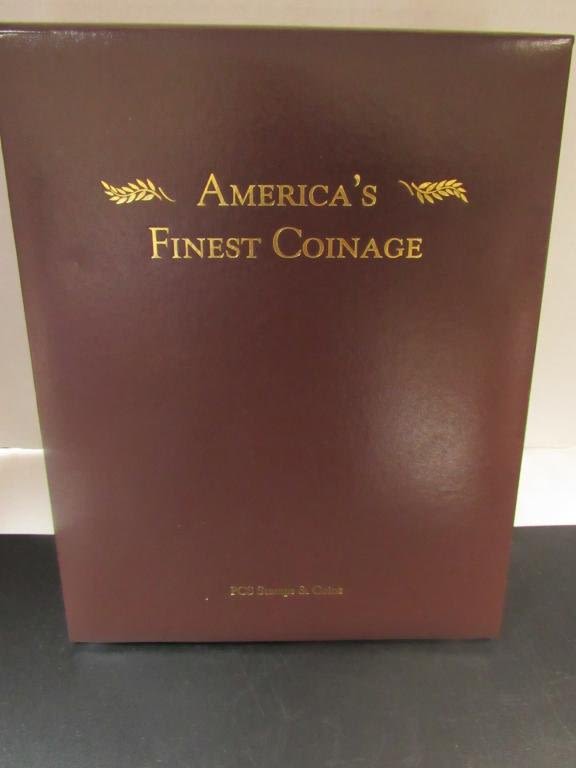 AMERICA'S
FINEST COINAGE
PCS Stamps & Coins